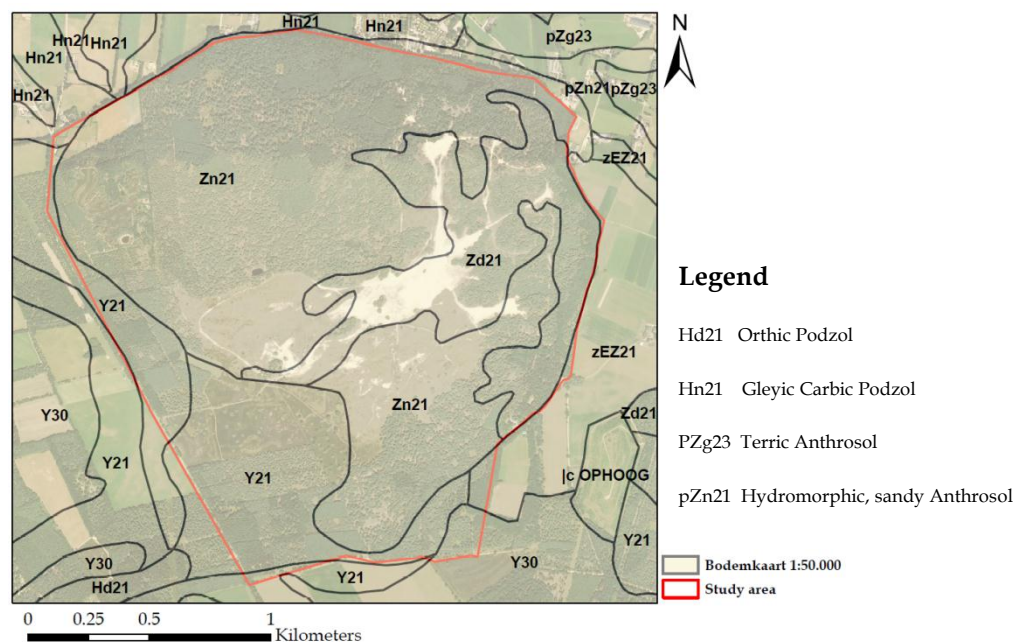 Hn21
Hn21
Hn21
Hn21
Hn21
pZg23
Hn21
pZn21
pZg23
zEZ21
Zn21
Zd21
Y21
zEZ21
Y30
Zn21
Zd21
Y21
Y21
|c OPHOOG
Y21
Y30
Y21
Y30
Hd21
N
Legend
Hd21 Orthic Podzol
Hn21 Gleyic Carbic Podzol
PZg23 Terric Anthrosol
pZn21 Hydromorphic, sandy Anthrosol
Bodemkaart 1:50.000
Study area
0 0.25 0.5 1
Kilometers